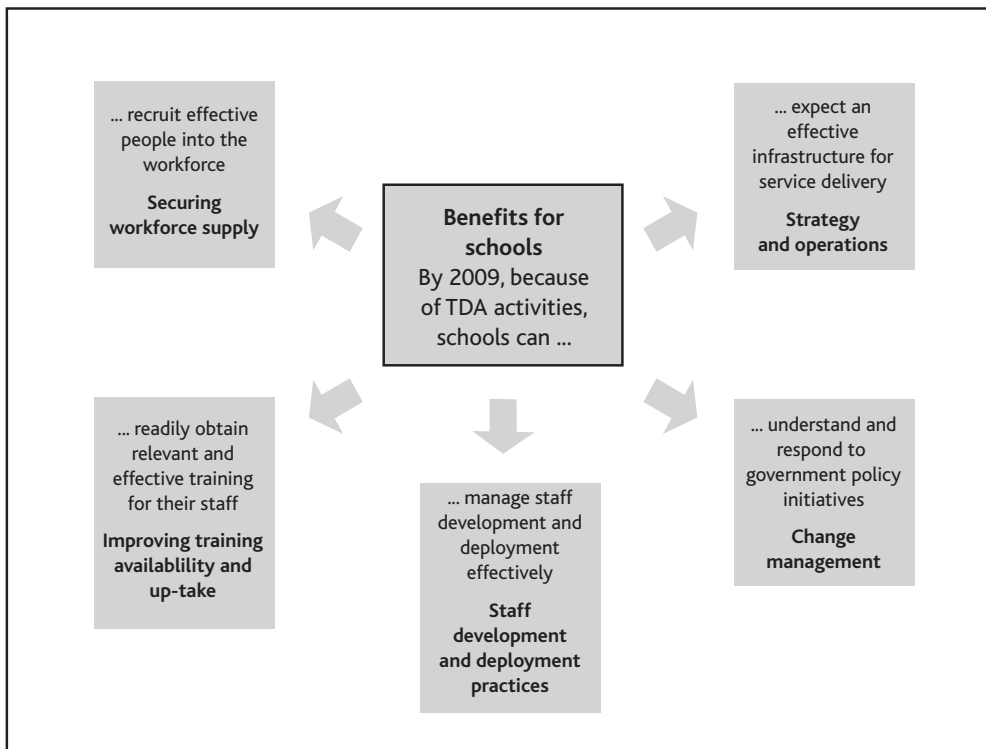 ... recruit effective
people into the
workforce
Securing
workforce supply
... expect an
effective
infrastructure for
service delivery
Strategy
and operations
Benefits for
schools
By 2009, because
of TDA activities,
schools can ...
... readily obtain
relevant and
effective training
for their staff
Improving training
availablility and
up-take
... manage staff
development and
deployment
effectively
Staff
development
and deployment
practices
... understand and
respond to
government policy
initiatives
Change
management